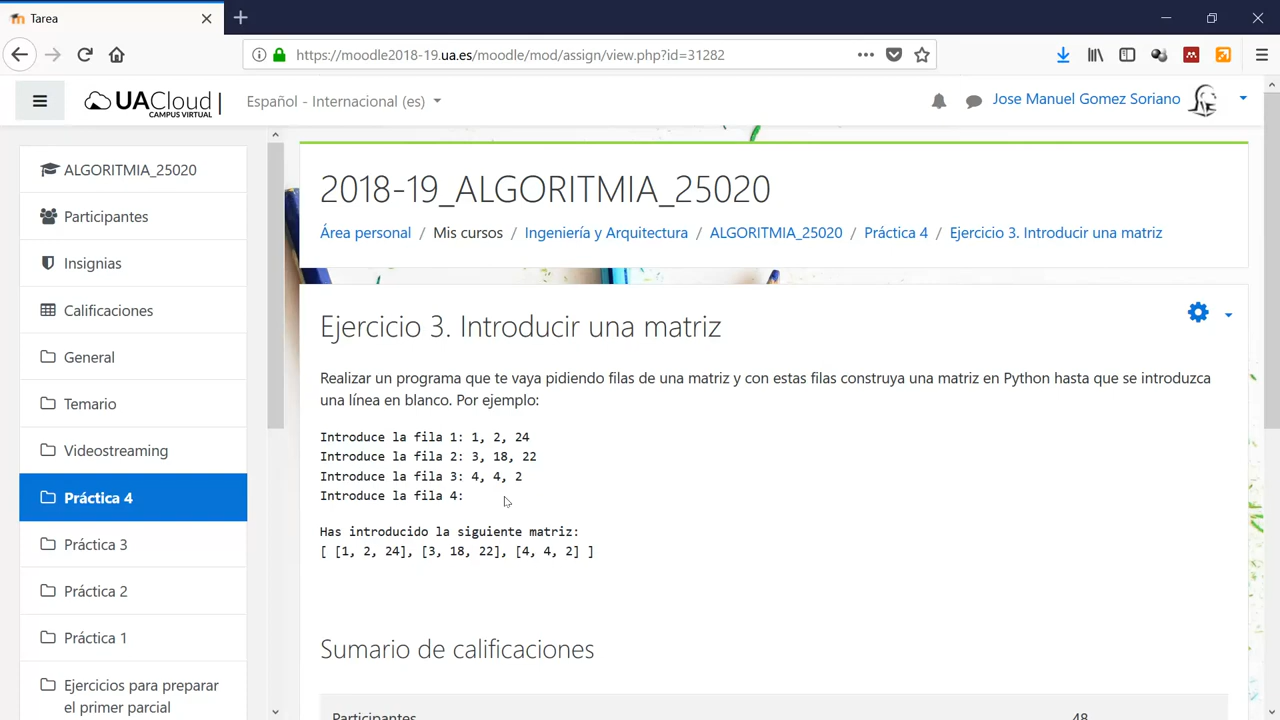 Tarea
https://moodle2018-19.ua.es/moodle/mod/assign/view.php?id=31282
UACloud
CAMPUS VIRTUAL
Español - Internacional (es)
Jose Manuel Gomez Soriano
ALGORITMIA_25020
Participantes
Insignias
Calificaciones
General
Temario
Videostreaming
Práctica 4
Práctica 3
Práctica 2
Práctica 1
Ejercicios para preparar
el primer parcial
2018-19_ALGORITMIA_25020
Área personal / Mis cursos / Ingeniería y Arquitectura / ALGORITMIA_25020 / Práctica 4 / Ejercicio 3. Introducir una matriz
Ejercicio 3. Introducir una matriz
Realizar un programa que te vaya pidiendo filas de una matriz y con estas filas construya una matriz en Python hasta que se introduzca
una línea en blanco. Por ejemplo:
Introduce la fila 1: 1, 2, 24
Introduce la fila 2: 3, 18, 22
Introduce la fila 3: 4, 4, 2
Introduce la fila 4:
Has introducido la siguiente matriz:
[ [1, 2, 24], [3, 18, 22], [4, 4, 2] ]
Sumario de calificaciones
Participantes 48